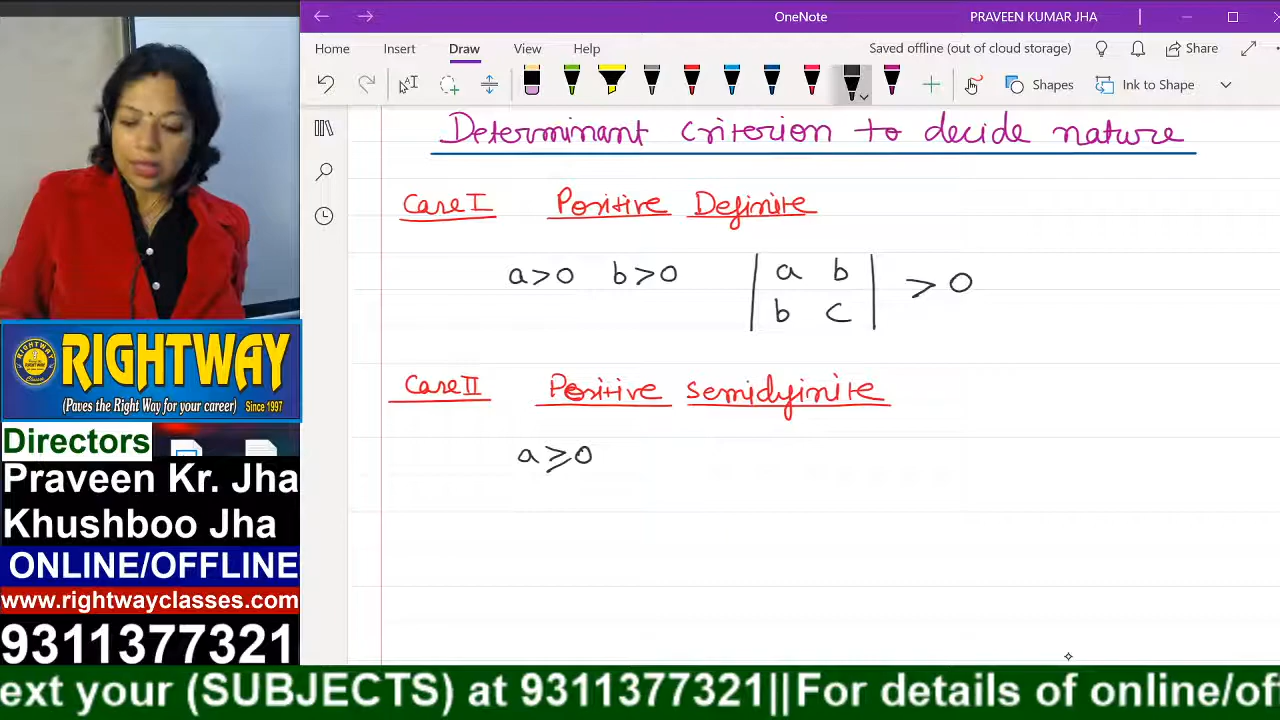 OneNote PRAVEEN KUMAR JHA
Home Insert Draw View Help Saved offline (out of cloud storage) Share
Shapes Ink to Shape
Determinant criterion to decide nature
Case I Positive Definite
a>0 b>0 | a b | > 0
b c
Case II Positive semidefinite
a ≥ 0
RIGHTWAY
(Paves the Right Way for your career) Since 1997
Directors
Praveen Kr. Jha
Khushboo Jha
ONLINE/OFFLINE
www.rightwayclasses.com
9311377321
ext your (SUBJECTS) at 9311377321||For details of online/of